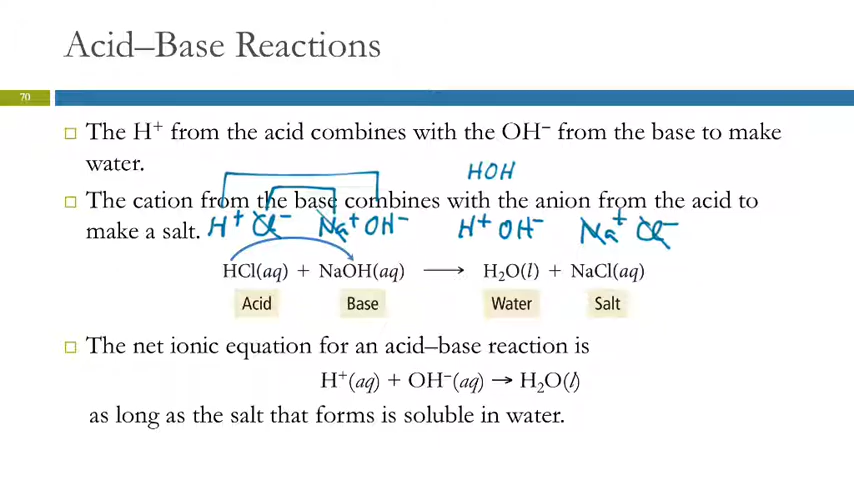 Acid–Base Reactions
70
□ The H⁺ from the acid combines with the OH⁻ from the base to make
water.
HOH
□ The cation from the base combines with the anion from the acid to
make a salt.
H⁺ Cl⁻ Na⁺ OH⁻ H⁺ OH⁻ Na⁺ Cl⁻
HCl(aq) + NaOH(aq) ⟶ H₂O(l) + NaCl(aq)
Acid Base Water Salt
□ The net ionic equation for an acid–base reaction is
H⁺(aq) + OH⁻(aq) → H₂O(l)
as long as the salt that forms is soluble in water.